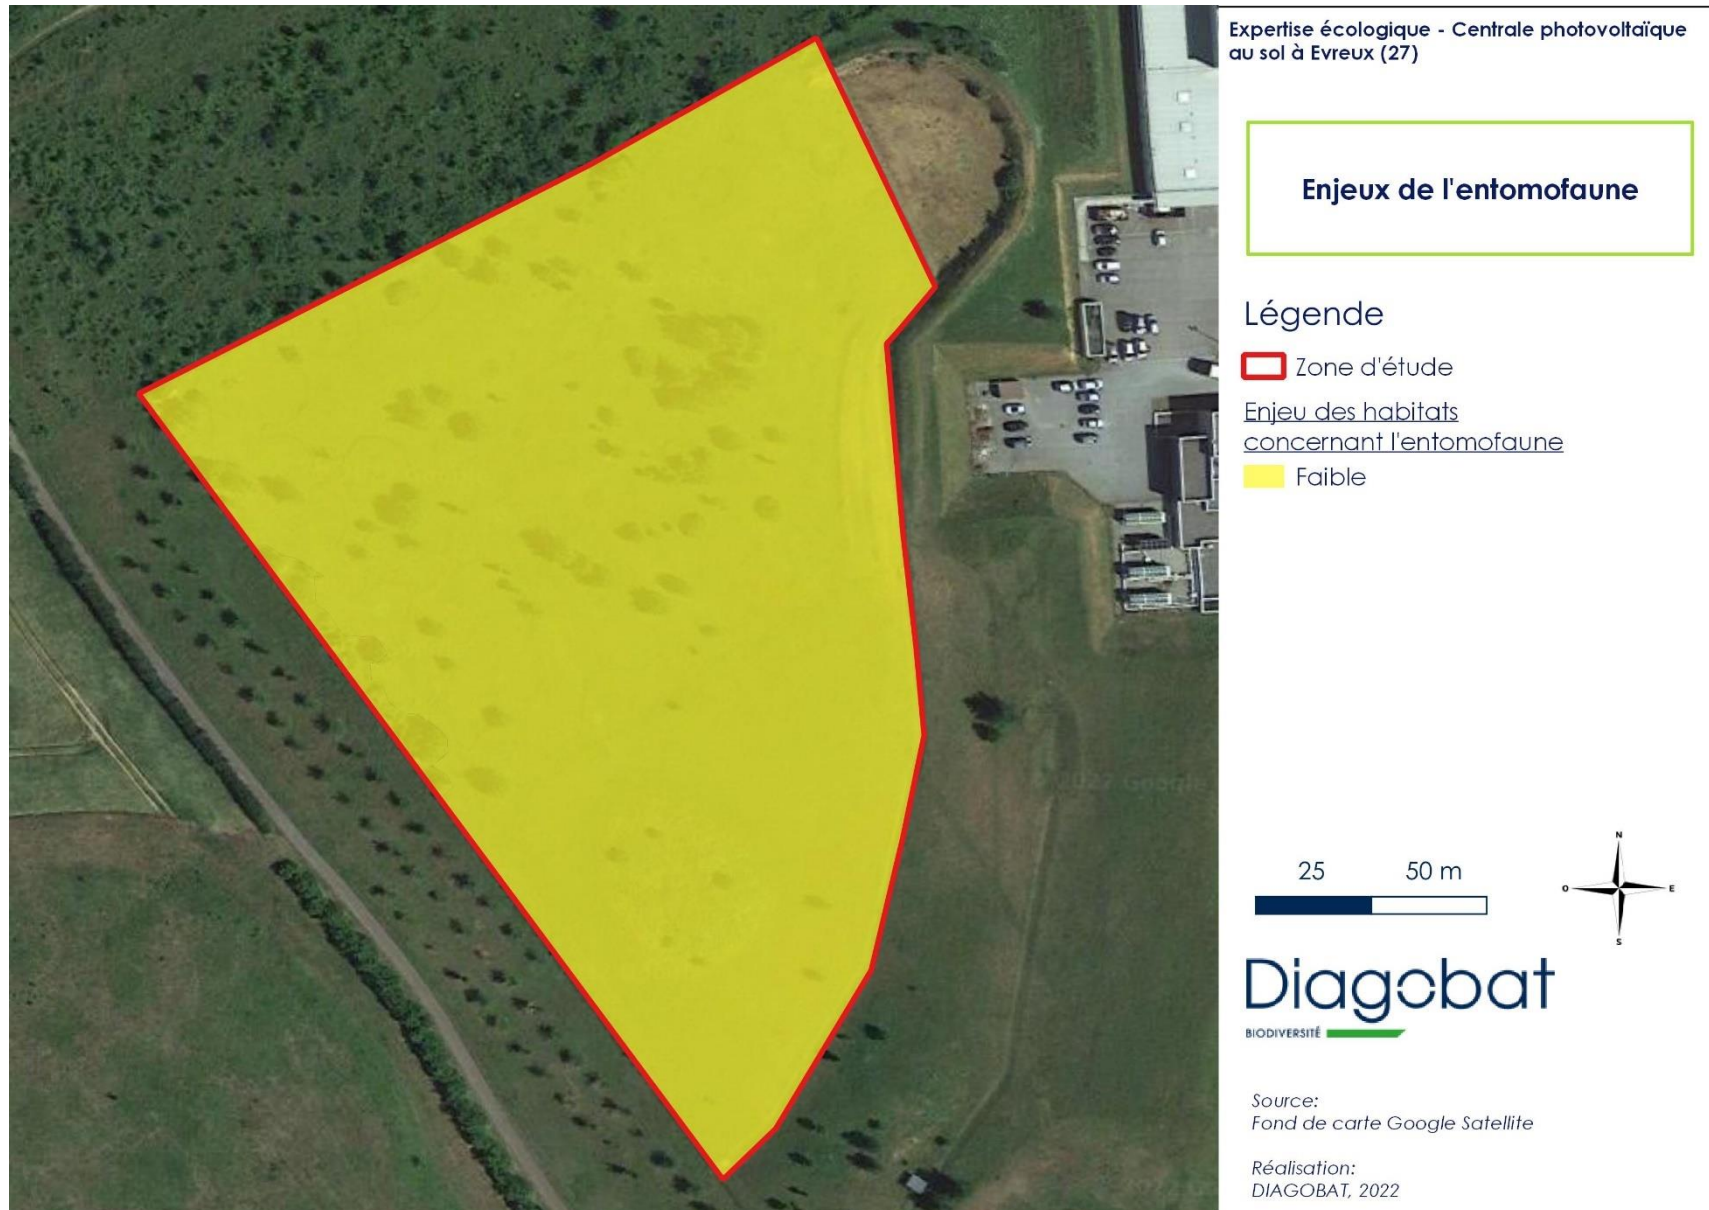 Expertise écologique - Centrale photovoltaïque
au sol à Evreux (27)
Enjeux de l'entomofaune
Légende
Zone d'étude
Enjeu des habitats
concernant l'entomofaune
Faible
25 50 m
N
O E
S
Diagobat
BIODIVERSITÉ
Source:
Fond de carte Google Satellite
Réalisation:
DIAGOBAT, 2022
Google